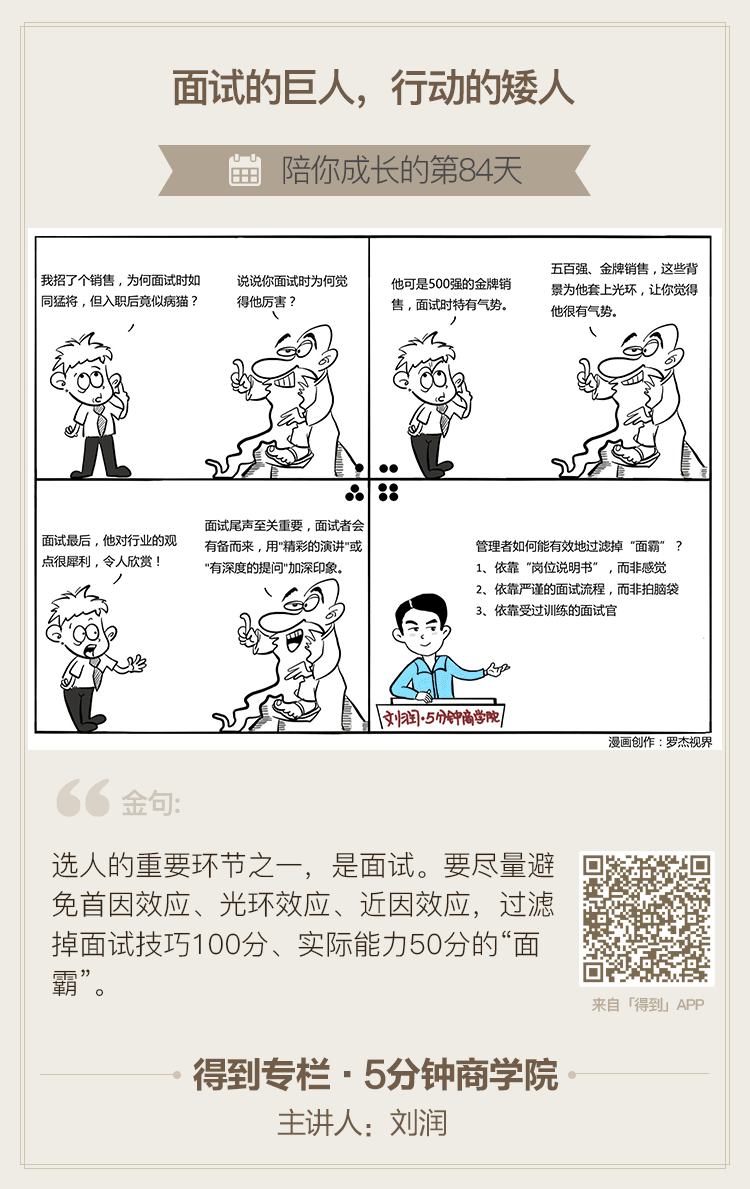 面试的巨人，行动的矮人
陪你成长的第84天
我招了个销售，为何面试时如
同猛将，但入职后竟似病猫？
说说你面试时为何觉
得他厉害？
他可是500强的金牌销
售，面试时特有气势。
五百强、金牌销售，这些背
景为他套上光环，让你觉得
他很有气势。
面试最后，他对行业的观
点很犀利，令人欣赏！
面试尾声至关重要，面试者会
有备而来，用"精彩的演讲"或
"有深度的提问"加深印象。
管理者如何能有效地过滤掉“面霸”？
1、依靠“岗位说明书”，而非感觉
2、依靠严谨的面试流程，而非拍脑袋
3、依靠受过训练的面试官
刘润·5分钟商学院
漫画创作：罗杰视界
金句:
选人的重要环节之一，是面试。要尽量避
免首因效应、光环效应、近因效应，过滤
掉面试技巧100分、实际能力50分的“面
霸”。
来自「得到」APP
得到专栏·5分钟商学院
主讲人：刘润